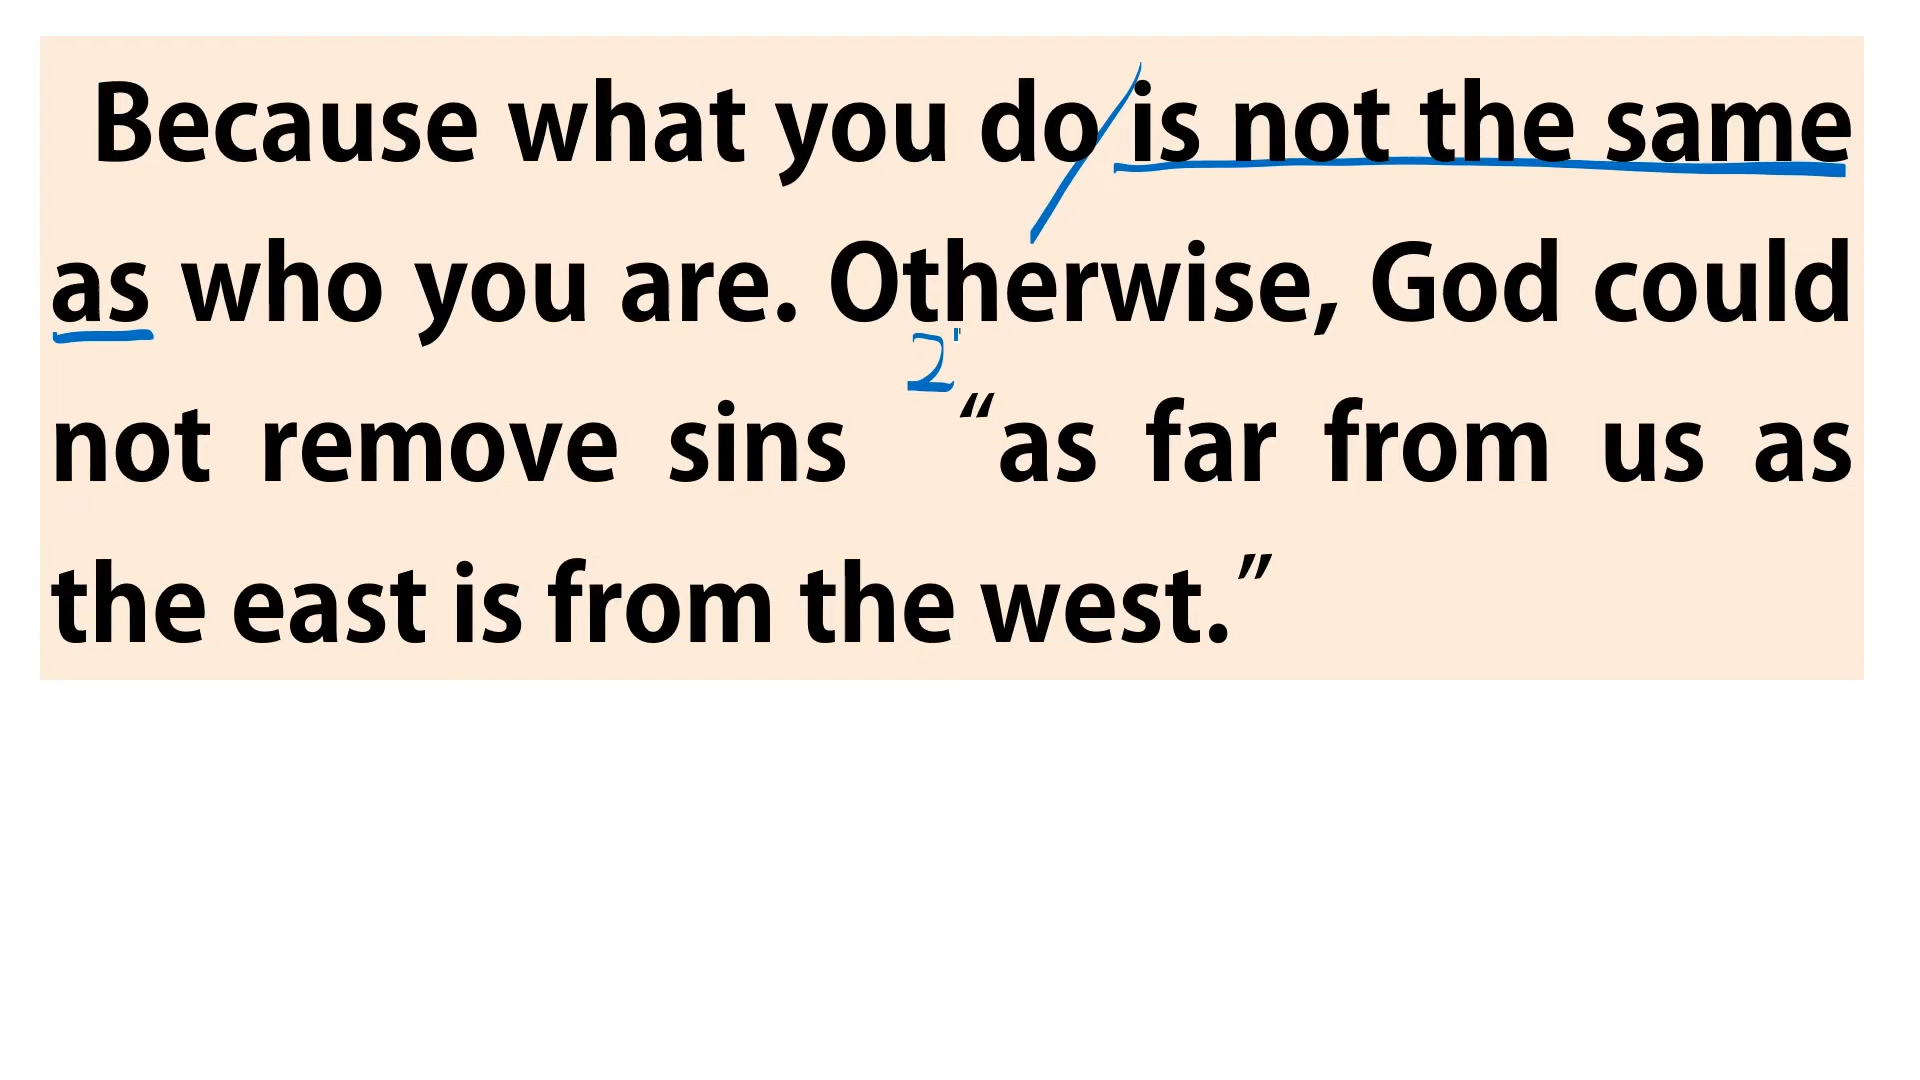 Because what you do is not the same
as who you are. Otherwise, God could
2
not remove sins “as far from us as
the east is from the west.”